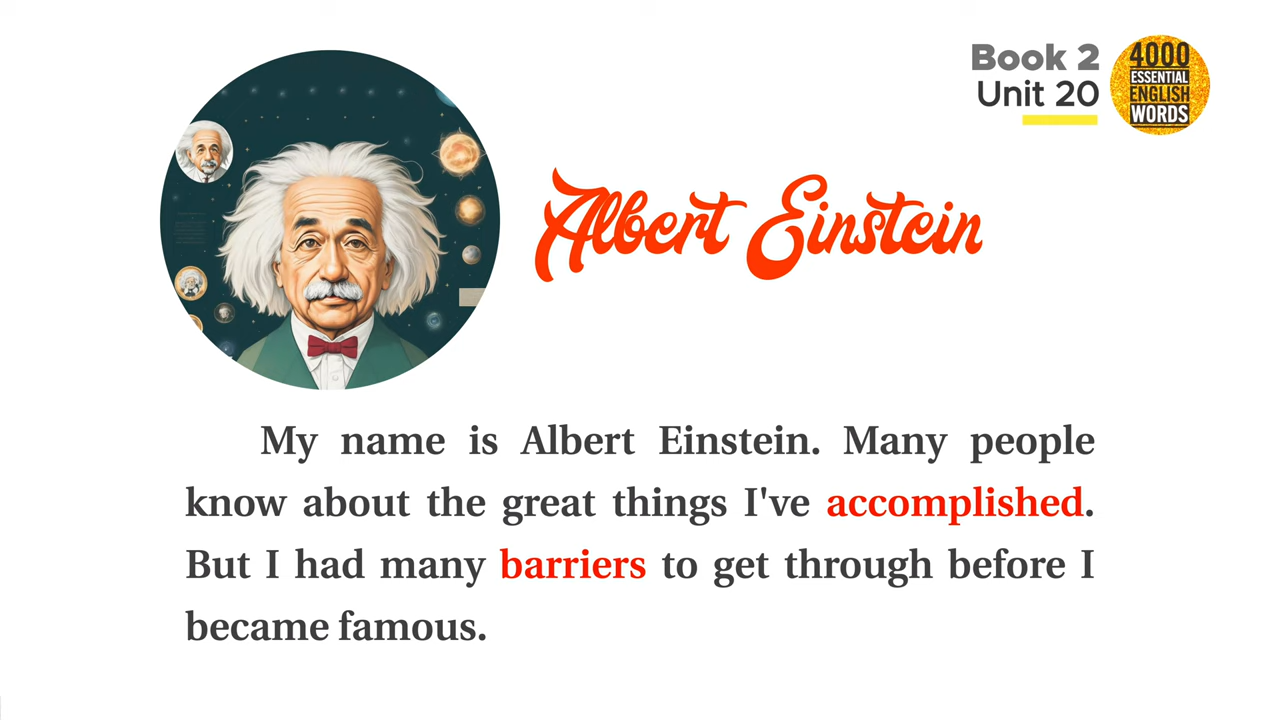 Book 2
Unit 20
4000
ESSENTIAL
ENGLISH
WORDS
Albert Einstein
My name is Albert Einstein. Many people
know about the great things I've accomplished.
But I had many barriers to get through before I
became famous.